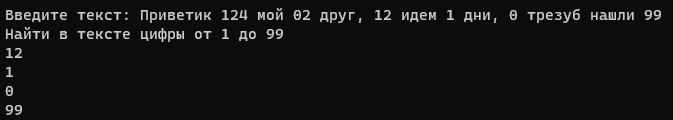 Введите текст: Приветик 124 мой 02 друг, 12 идем 1 дни, 0 трезуб нашли 99
Найти в тексте цифры от 1 до 99
12
1
0
99